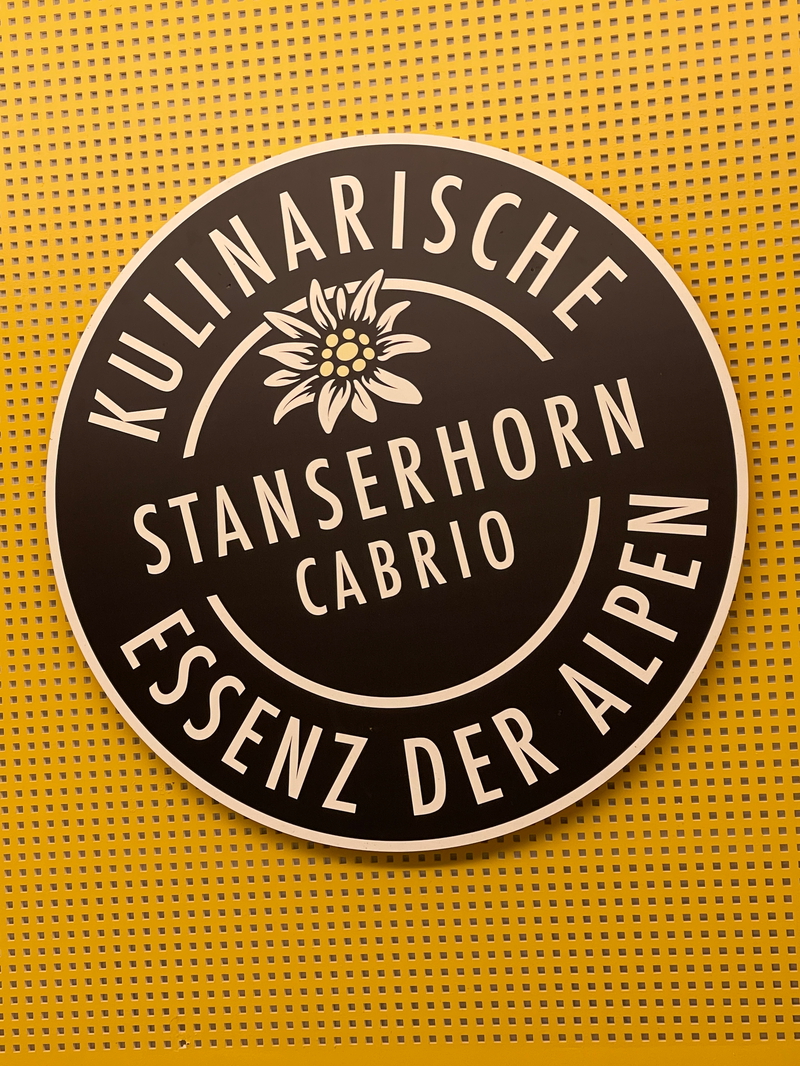 KULINARISCHE
STANSERHORN
CABRIO
ESSENZ DER ALPEN